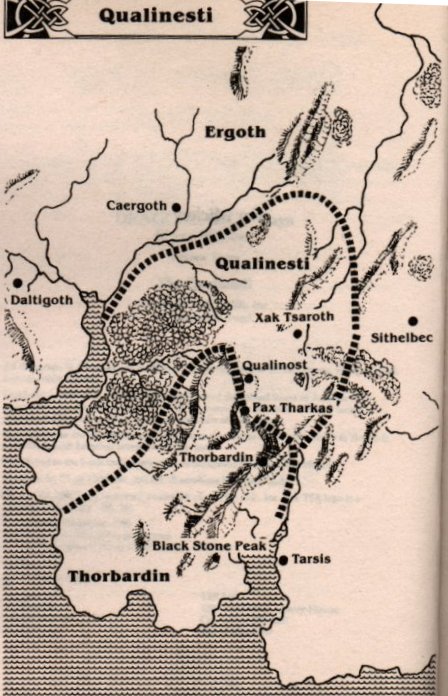 Qualinesti
Ergoth
Caergoth
Qualinesti
Daltigoth
Xak Tsaroth
Sithelbec
Qualinost
Pax Tharkas
Thorbardin
Black Stone Peak
Tarsis
Thorbardin